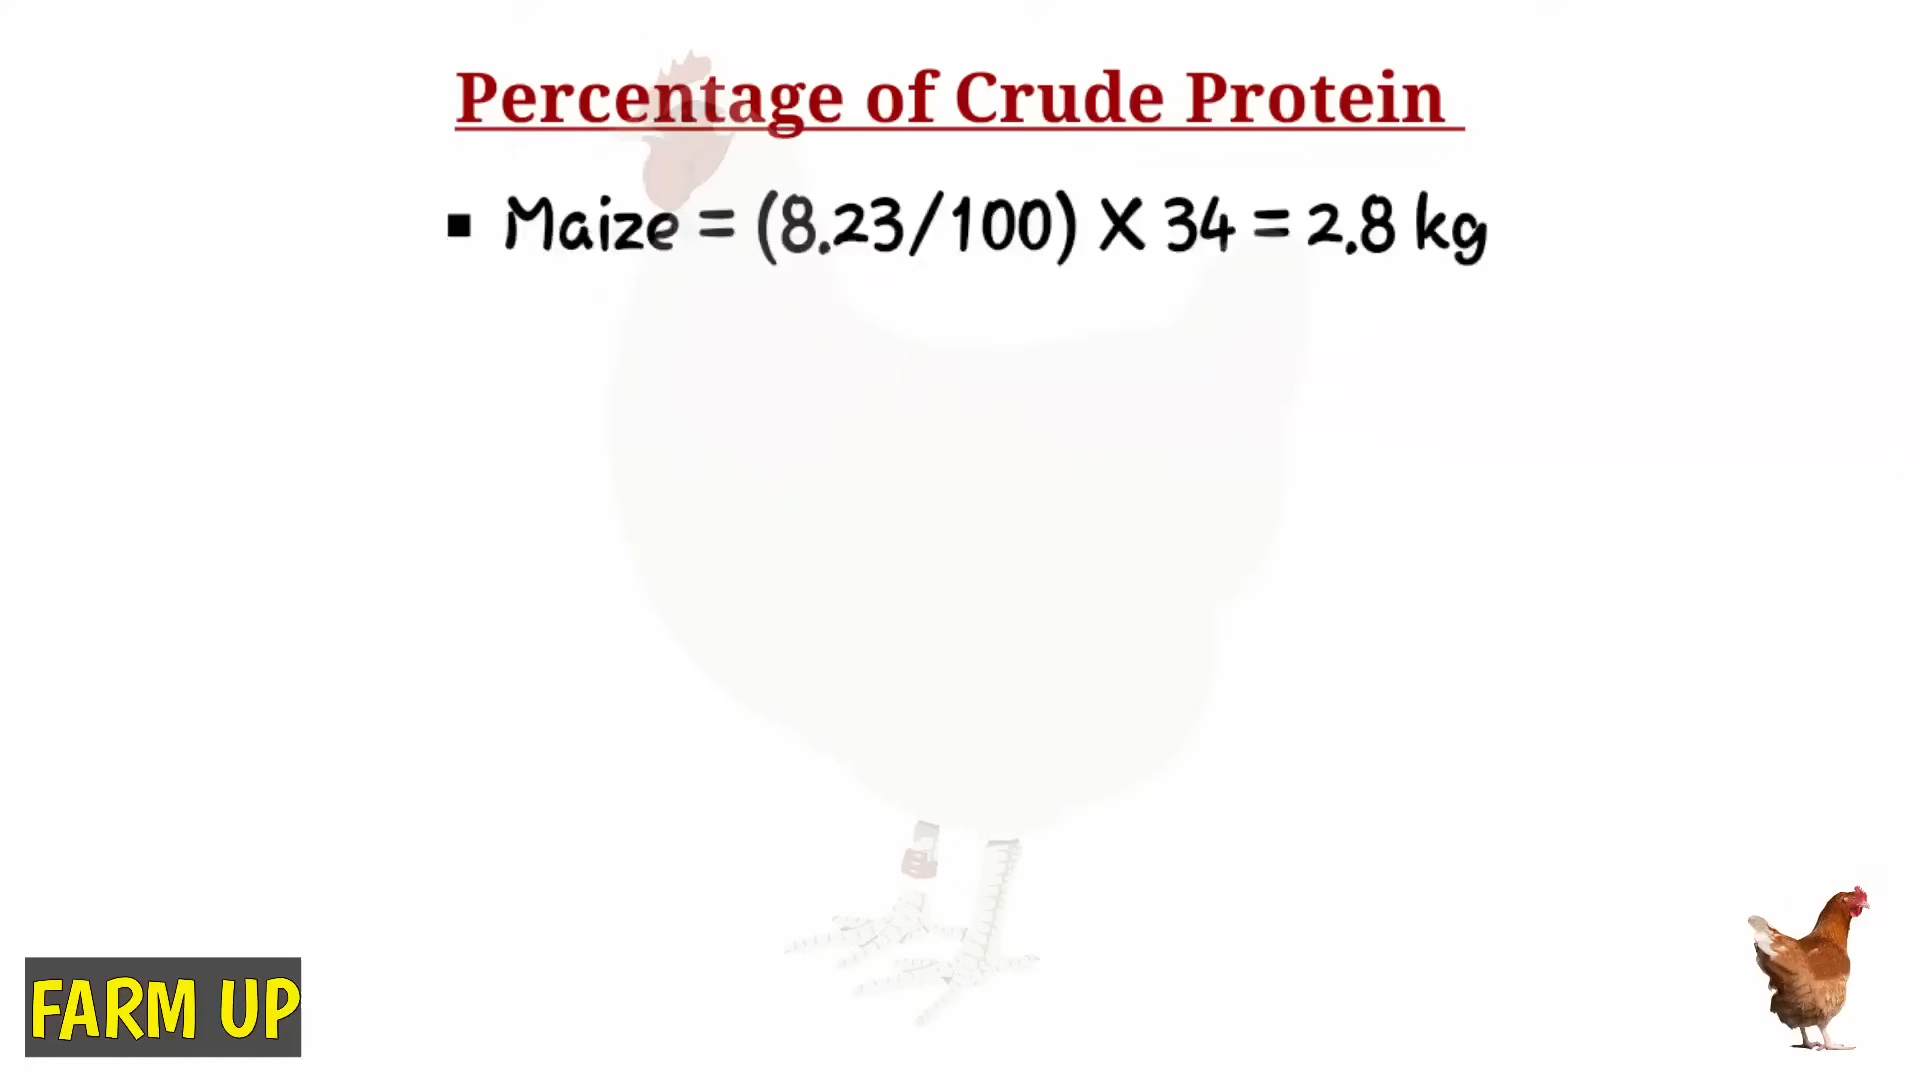 Percentage of Crude Protein
▪ Maize = (8.23/100) X 34 = 2.8 kg
FARM UP